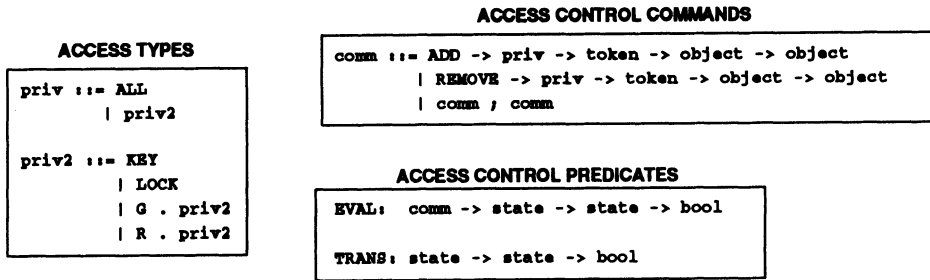 ACCESS CONTROL COMMANDS
comm ::= ADD -> priv -> token -> object -> object
| REMOVE -> priv -> token -> object -> object
| comm ; comm
ACCESS TYPES
priv ::= ALL
| priv2
priv2 ::= KEY
| LOCK
| G . priv2
| R . priv2
ACCESS CONTROL PREDICATES
EVAL: comm -> state -> state -> bool
TRANS: state -> state -> bool